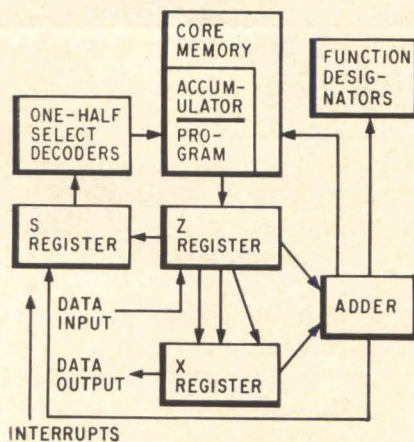 CORE
MEMORY
ACCUM-
ULATOR
PRO-
GRAM
FUNCTION
DESIG-
NATORS
ONE-HALF
SELECT
DECODERS
S
REGISTER
Z
REGISTER
DATA
INPUT
ADDER
DATA
OUTPUT
X
REGISTER
INTERRUPTS